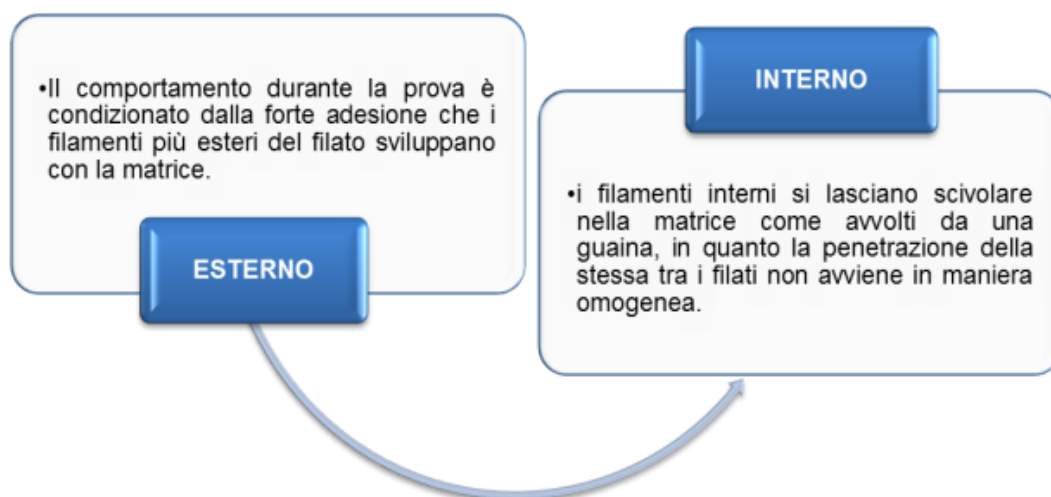 •Il comportamento durante la prova è
condizionato dalla forte adesione che i
filamenti più esteri del filato sviluppano
con la matrice.
ESTERNO
INTERNO
•i filamenti interni si lasciano scivolare
nella matrice come avvolti da una
guaina, in quanto la penetrazione della
stessa tra i filati non avviene in maniera
omogenea.